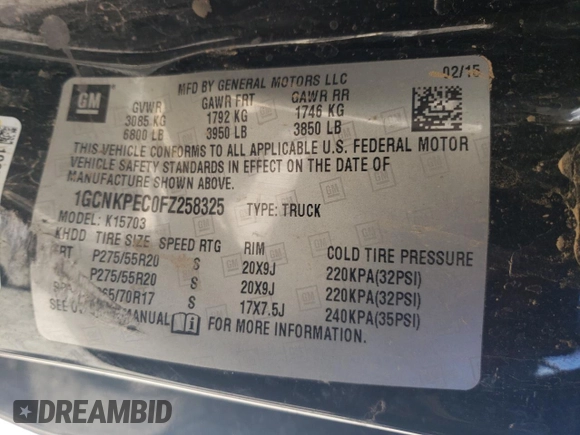 GM
MFD BY GENERAL MOTORS LLC 02/15
GVWR GAWR FRT GAWR RR
3085 KG 1792 KG 1746 KG
6800 LB 3950 LB 3850 LB
THIS VEHICLE CONFORMS TO ALL APPLICABLE U.S. FEDERAL MOTOR
VEHICLE SAFETY STANDARDS IN EFFECT ON THE DATE OF
MANUFACTURE SHOWN ABOVE.
1GCNKPEC0FZ258325 TYPE: TRUCK
MODEL: K15703
KHDD TIRE SIZE SPEED RTG RIM COLD TIRE PRESSURE
P275/55R20 S 20X9J 220KPA(32PSI)
P275/55R20 S 20X9J 220KPA(32PSI)
65/70R17 S 17X7.5J 240KPA(35PSI)
SEE MANUAL FOR MORE INFORMATION.
DREAMBID